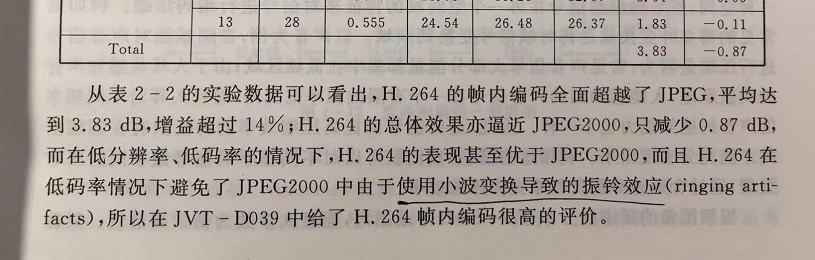 13 28 0.555 24.54 26.48 26.37 1.83 －0.11
Total 3.83 －0.87
从表 2－2 的实验数据可以看出,H.264 的帧内编码全面超越了 JPEG,平均达
到 3.83 dB,增益超过 14%;H.264 的总体效果亦逼近 JPEG2000,只减少 0.87 dB,
而在低分辨率、低码率的情况下,H.264 的表现甚至优于 JPEG2000,而且 H.264 在
低码率情况下避免了 JPEG2000 中由于使用小波变换导致的振铃效应(ringing arti-
facts),所以在 JVT－D039 中给了 H.264 帧内编码很高的评价。